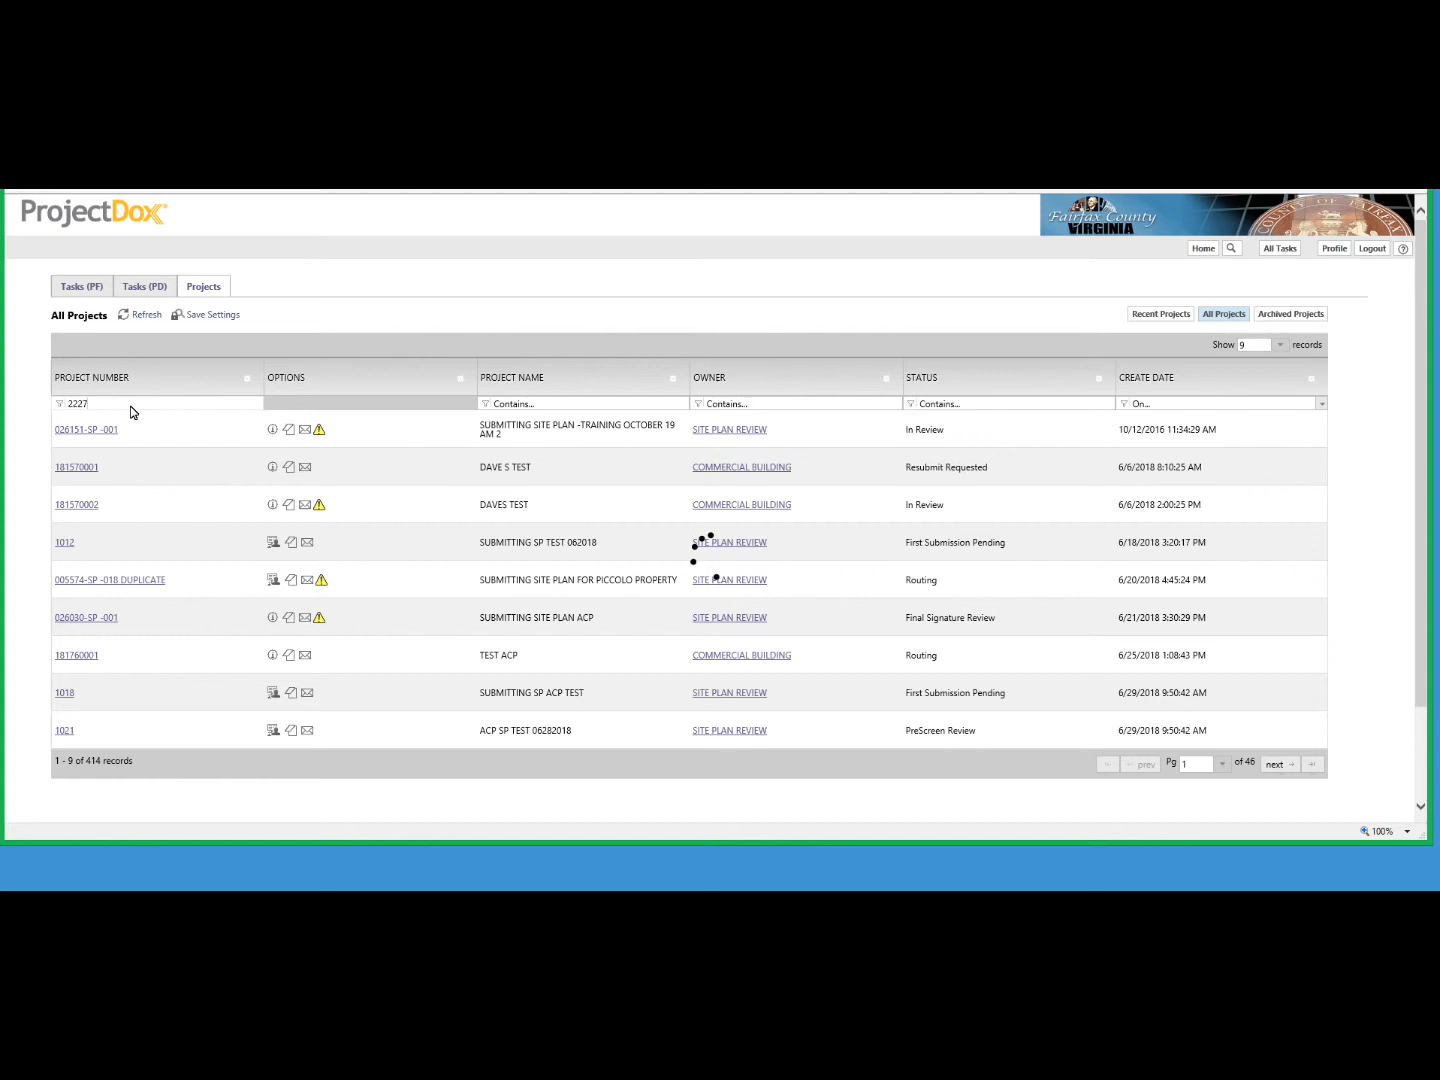 ProjectDox
Fairfax County
VIRGINIA
COUNTY OF FAIRFAX
Home
All Tasks
Profile
Logout
Tasks (PF)
Tasks (PD)
Projects
All Projects
Refresh
Save Settings
Recent Projects
All Projects
Archived Projects
Show 9 records
PROJECT NUMBER OPTIONS PROJECT NAME OWNER STATUS CREATE DATE
2227 Contains... Contains... Contains... On...
026151-SP -001 SUBMITTING SITE PLAN -TRAINING OCTOBER 19 SITE PLAN REVIEW In Review 10/12/2016 11:34:29 AM
AM 2
181570001 DAVE S TEST COMMERCIAL BUILDING Resubmit Requested 6/6/2018 8:10:25 AM
181570002 DAVES TEST COMMERCIAL BUILDING In Review 6/6/2018 2:00:25 PM
1012 SUBMITTING SP TEST 062018 SITE PLAN REVIEW First Submission Pending 6/18/2018 3:20:17 PM
005574-SP -018 DUPLICATE SUBMITTING SITE PLAN FOR PICCOLO PROPERTY SITE PLAN REVIEW Routing 6/20/2018 4:45:24 PM
026030-SP -001 SUBMITTING SITE PLAN ACP SITE PLAN REVIEW Final Signature Review 6/21/2018 3:30:29 PM
181760001 TEST ACP COMMERCIAL BUILDING Routing 6/25/2018 1:08:43 PM
1018 SUBMITTING SP ACP TEST SITE PLAN REVIEW First Submission Pending 6/29/2018 9:50:42 AM
1021 ACP SP TEST 06282018 SITE PLAN REVIEW PreScreen Review 6/29/2018 9:50:42 AM
1 - 9 of 414 records
prev Pg 1 of 46 next
100%